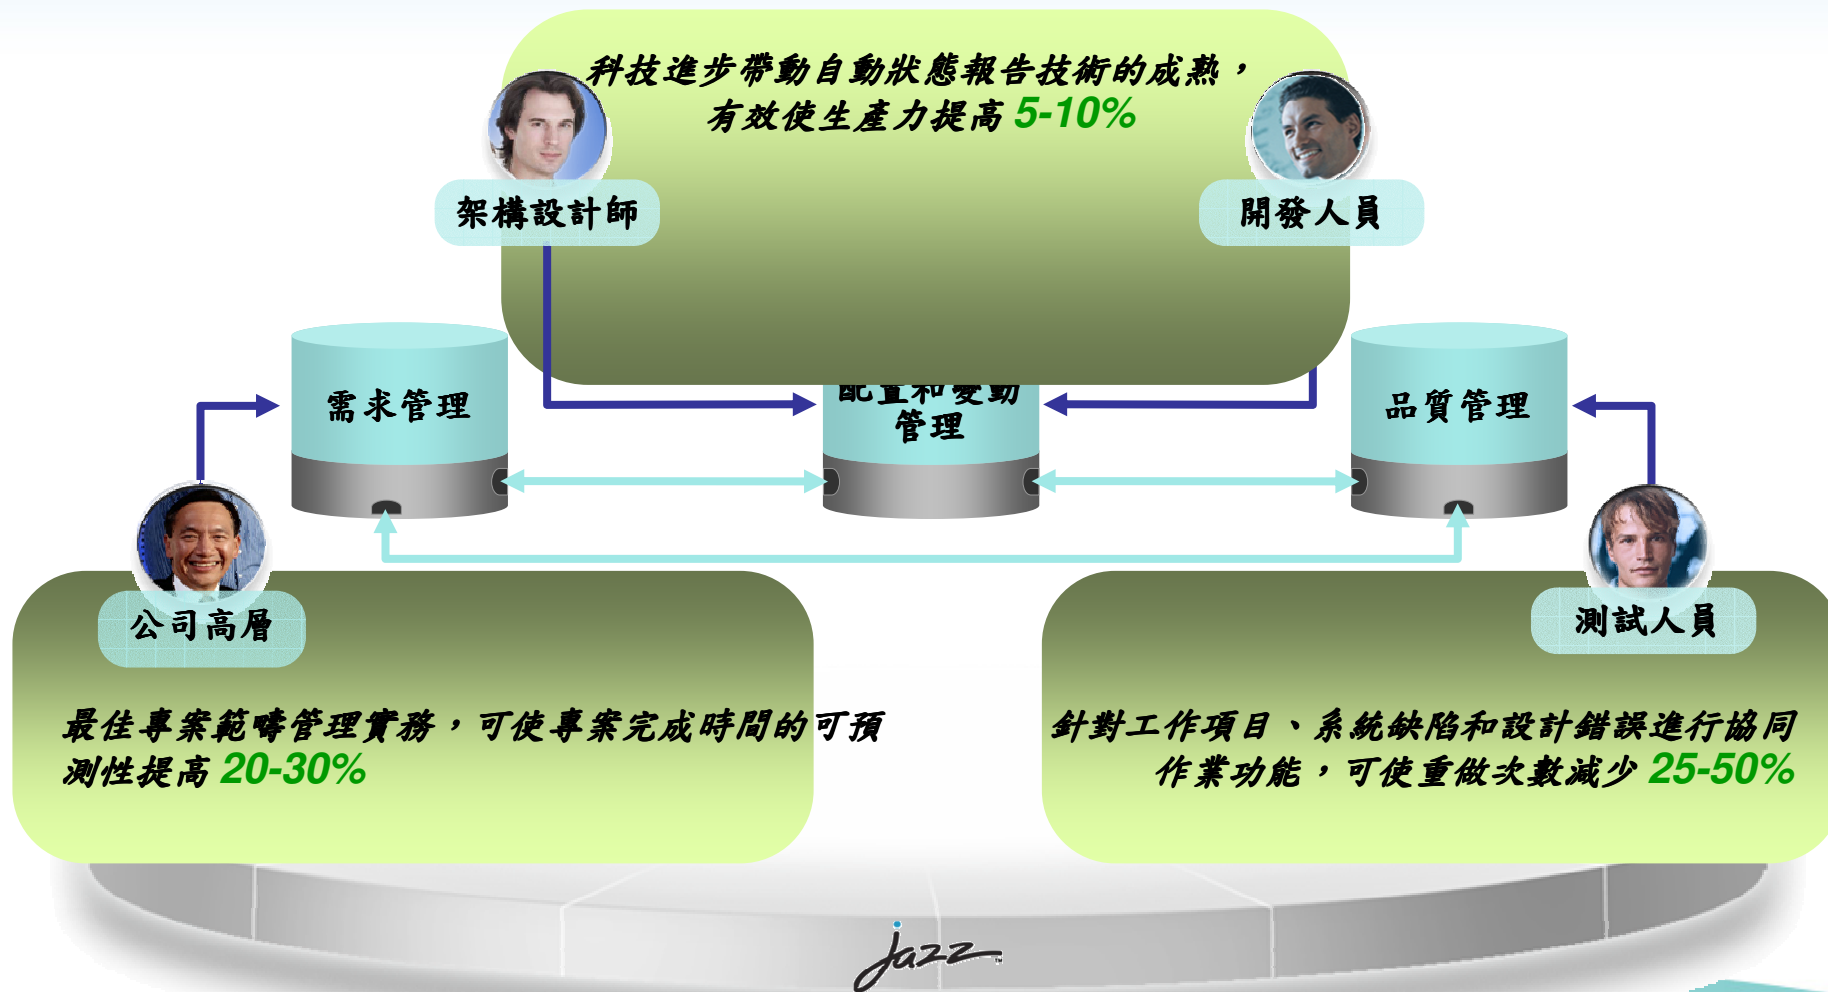 科技進步帶動自動狀態報告技術的成熟，
有效使生產力提高 5-10%
架構設計師
開發人員
需求管理
配置和變動
管理
品質管理
公司高層
測試人員
最佳專案範疇管理實務，可使專案完成時間的可預
測性提高 20-30%
針對工作項目、系統缺陷和設計錯誤進行協同
作業功能，可使重做次數減少 25-50%
jazz